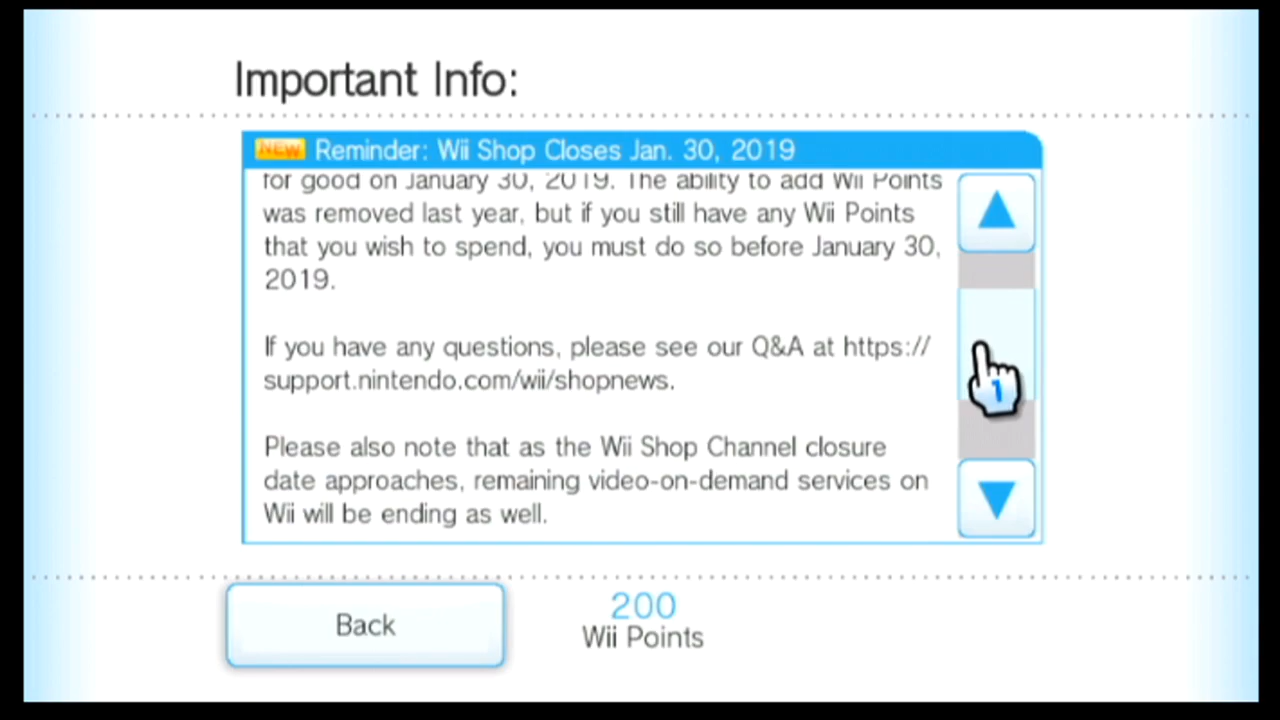 Important Info:
NEW Reminder: Wii Shop Closes Jan. 30, 2019
for good on January 30, 2019. The ability to add Wii Points
was removed last year, but if you still have any Wii Points
that you wish to spend, you must do so before January 30,
2019.
If you have any questions, please see our Q&A at https://
support.nintendo.com/wii/shopnews.
Please also note that as the Wii Shop Channel closure
date approaches, remaining video-on-demand services on
Wii will be ending as well.
1
Back
200
Wii Points